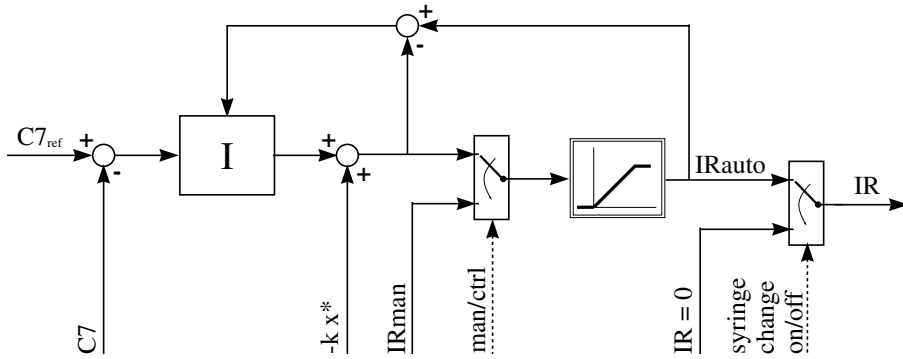 +
-
C7ref
+
-
I
+
+
IRauto
IR
C7
-k x*
IRman
man/ctrl
IR = 0
syringe
change
on/off